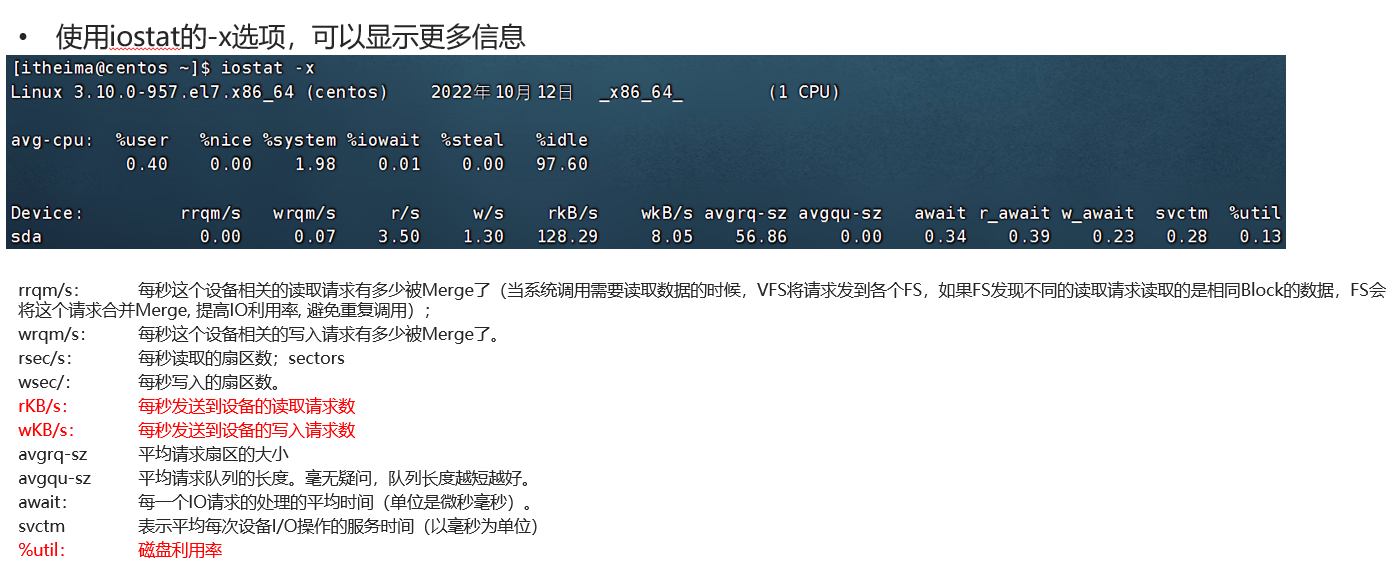 • 使用iostat的-x选项，可以显示更多信息
[itheima@centos ~]$ iostat -x
Linux 3.10.0-957.el7.x86_64 (centos) 2022年10月12日 _x86_64_ (1 CPU)
avg-cpu: %user %nice %system %iowait %steal %idle
0.40 0.00 1.98 0.01 0.00 97.60
Device: rrqm/s wrqm/s r/s w/s rkB/s wkB/s avgrq-sz avgqu-sz await r_await w_await svctm %util
sda 0.00 0.07 3.50 1.30 128.29 8.05 56.86 0.00 0.34 0.39 0.23 0.28 0.13
rrqm/s： 每秒这个设备相关的读取请求有多少被Merge了（当系统调用需要读取数据的时候，VFS将请求发到各个FS，如果FS发现不同的读取请求读取的是相同Block的数据，FS会
将这个请求合并Merge, 提高IO利用率, 避免重复调用）；
wrqm/s： 每秒这个设备相关的写入请求有多少被Merge了。
rsec/s： 每秒读取的扇区数；sectors
wsec/： 每秒写入的扇区数。
rKB/s： 每秒发送到设备的读取请求数
wKB/s： 每秒发送到设备的写入请求数
avgrq-sz 平均请求扇区的大小
avgqu-sz 平均请求队列的长度。毫无疑问，队列长度越短越好。
await： 每一个IO请求的处理的平均时间（单位是微秒毫秒）。
svctm 表示平均每次设备I/O操作的服务时间（以毫秒为单位）
%util： 磁盘利用率